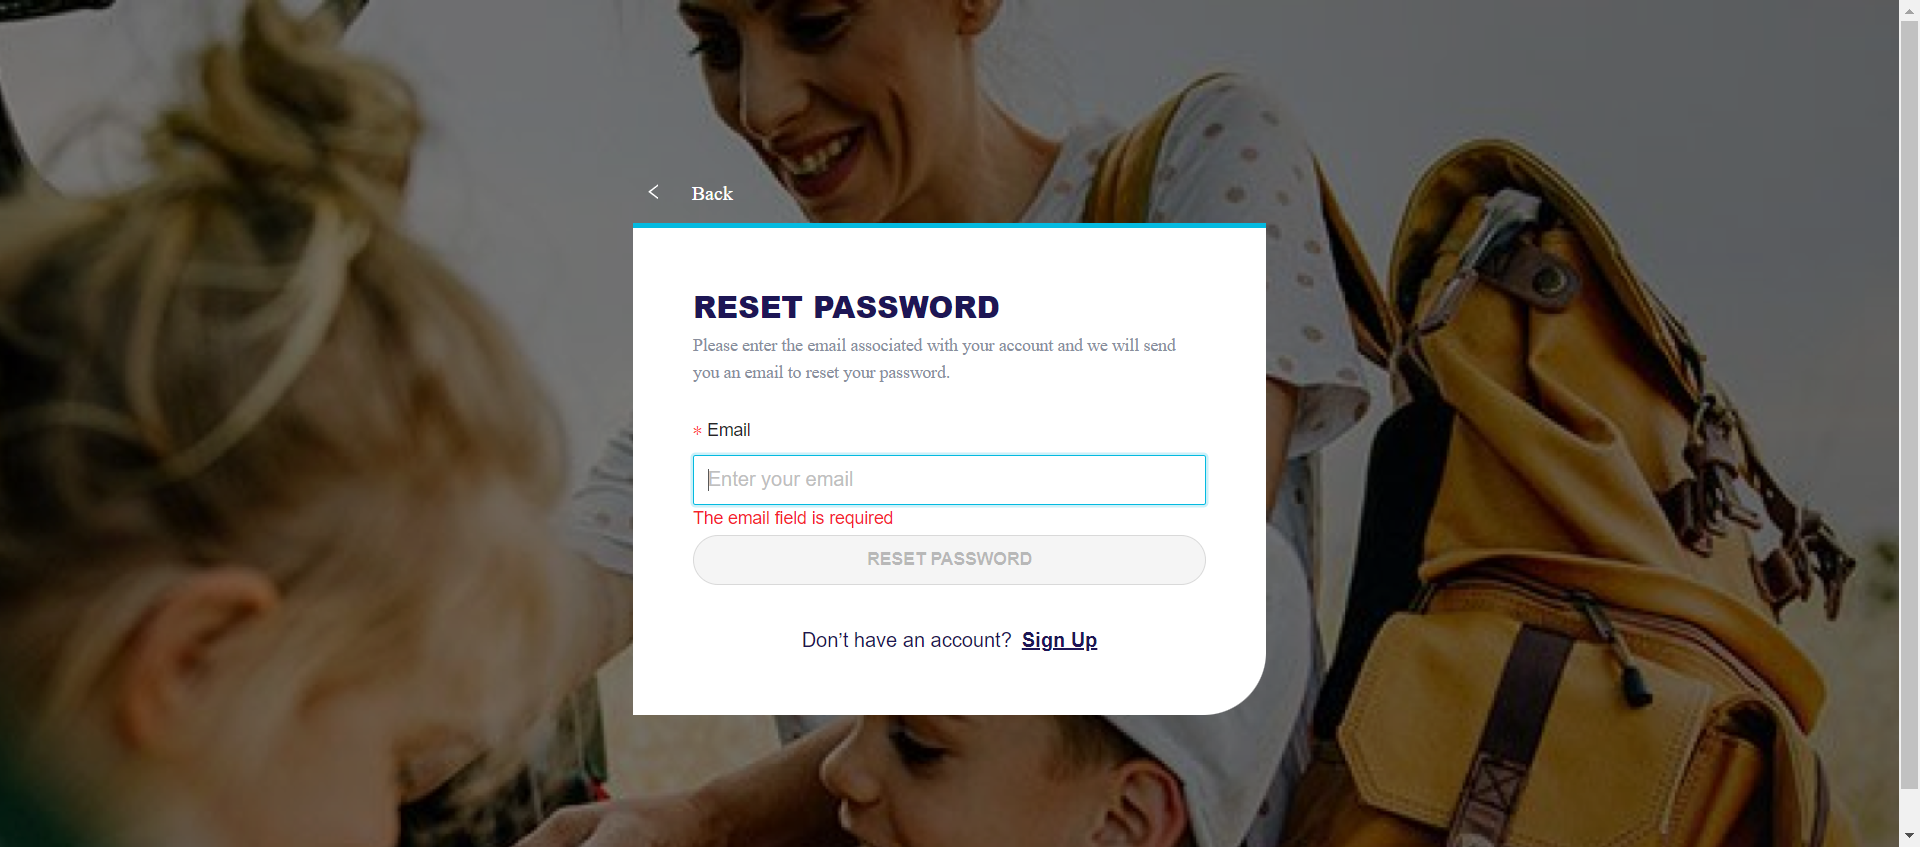 Back
RESET PASSWORD
Please enter the email associated with your account and we will send
you an email to reset your password.
* Email
Enter your email
The email field is required
RESET PASSWORD
Don't have an account? Sign Up